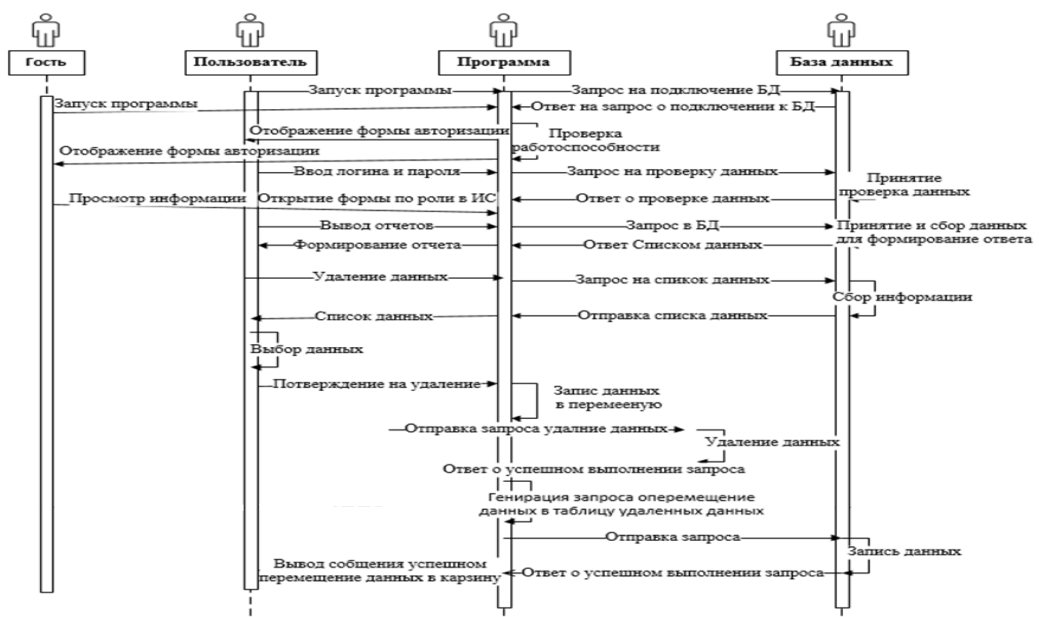 Гость
Пользователь
Программа
База данных
Запуск программы
Запрос на подключение БД
Запуск программы
Ответ на запрос о подключении к БД
Отображение формы авторизации
Проверка
работоспособности
Отображение формы авторизации
Ввод логина и пароля
Запрос на проверку данных
Принятие
проверка данных
Просмотр информации
Открытие формы по роли в ИС
Ответ о проверке данных
Вывод отчетов
Запрос в БД
Принятие и сбор данных
для формирование ответа
Формирование отчета
Ответ Списком данных
Удаление данных
Запрос на спикок данных
Сбор информации
Список данных
Отправка списка данных
Выбор данных
Потверждение на удаление
Запис данных
в перемееную
Отправка запроса удалние данных
Удаление данных
Ответ о успешном выполнении запроса
Генирация запроса оперемещение
данных в таблицу удаленных данных
Отправка запроса
Запись данных
Вывод собщения успешном
перемещение данных в карзину
Ответ о успешном выполнении запроса